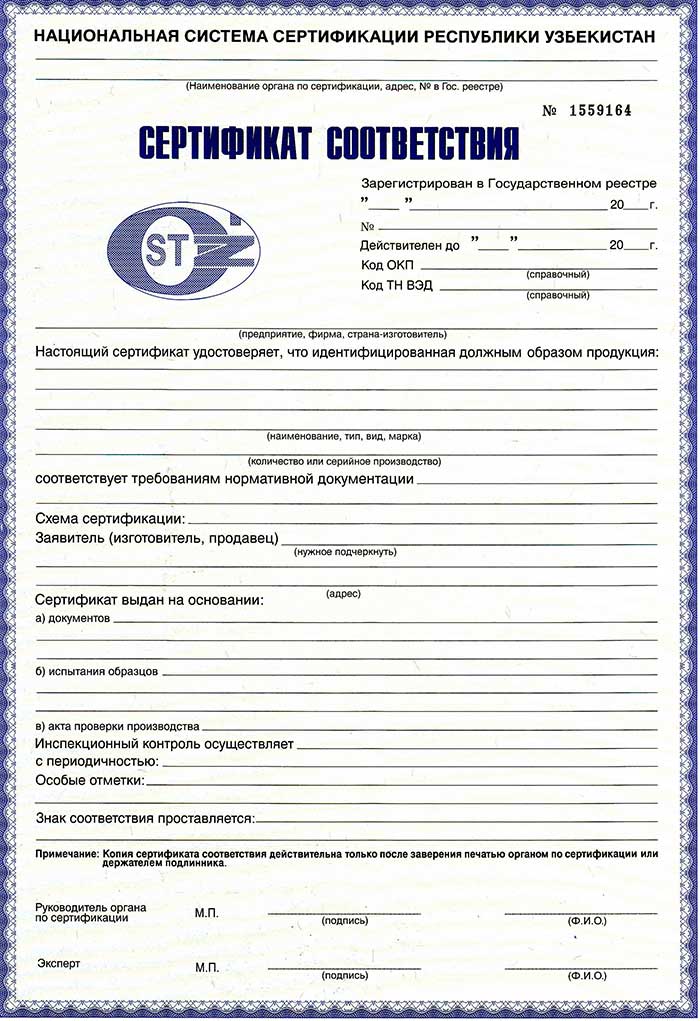 НАЦИОНАЛЬНАЯ СИСТЕМА СЕРТИФИКАЦИИ РЕСПУБЛИКИ УЗБЕКИСТАН
(Наименование органа по сертификации, адрес, № в Гос. реестре)
№ 1559164
СЕРТИФИКАТ СООТВЕТСТВИЯ
Зарегистрирован в Государственном реестре
"____ "__________ 20___г.
№
Действителен до "____ "__________ 20___г.
Код ОКП
(справочный)
Код ТН ВЭД
(справочный)
ST
(предприятие, фирма, страна-изготовитель)
Настоящий сертификат удостоверяет, что идентифицированная должным образом продукция:
(наименование, тип, вид, марка)
(количество или серийное производство)
соответствует требованиям нормативной документации
Схема сертификации:
Заявитель (изготовитель, продавец)
(нужное подчеркнуть)
(адрес)
Сертификат выдан на основании:
а) документов
б) испытания образцов
в) акта проверки производства
Инспекционный контроль осуществляет
с периодичностью:
Особые отметки:
Знак соответствия проставляется:
Примечание: Копия сертификата соответствия действительна только после заверения печатью органом по сертификации или
держателем подлинника.
Руководитель органа
по сертификации М.П. (подпись) (Ф.И.О.)
Эксперт М.П. (подпись) (Ф.И.О.)